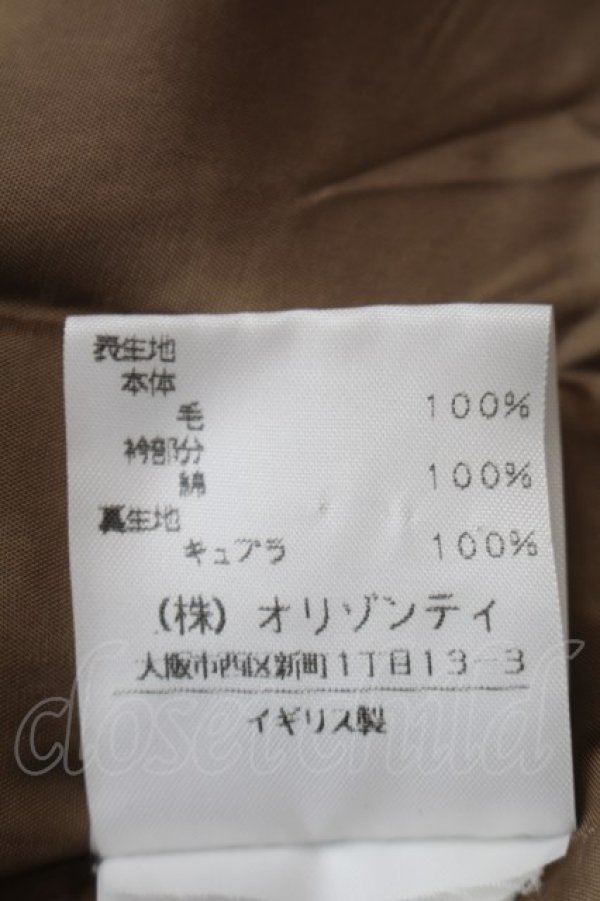 表生地
本体
毛 100%
衿部分
綿 100%
裏生地
キュプラ 100%
(株) オリゾンティ
大阪市西区新町1丁目13-3
イギリス製
closet child